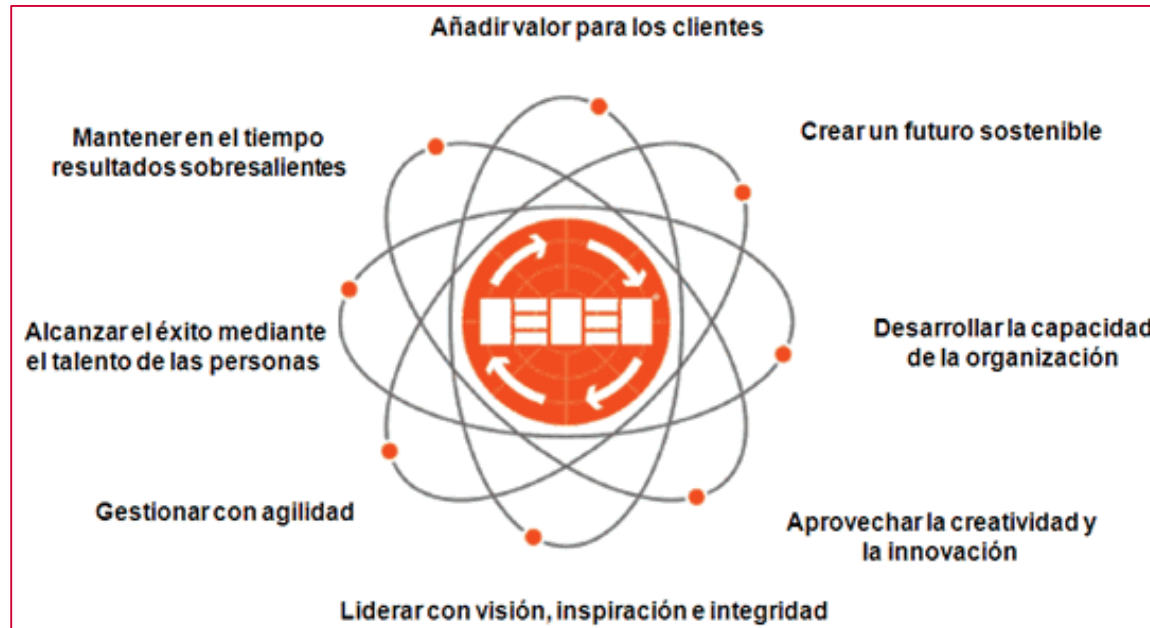 Añadir valor para los clientes
Crear un futuro sostenible
Desarrollar la capacidad
de la organización
Aprovechar la creatividad y
la innovación
Liderar con visión, inspiración e integridad
Gestionar con agilidad
Alcanzar el éxito mediante
el talento de las personas
Mantener en el tiempo
resultados sobresalientes